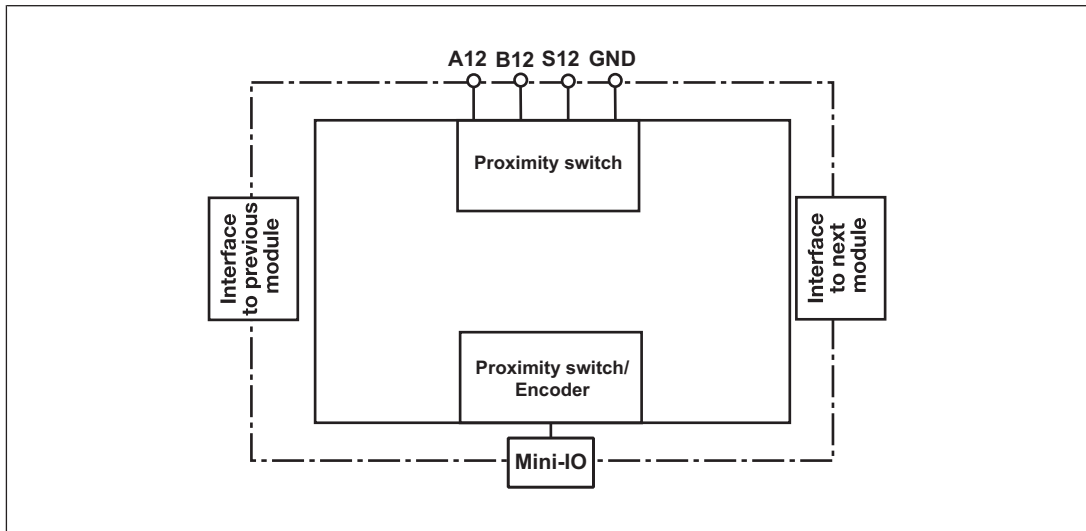 A12 B12 S12 GND
Proximity switch
Interface
to previous
module
Interface
to next
module
Proximity switch/
Encoder
Mini-IO